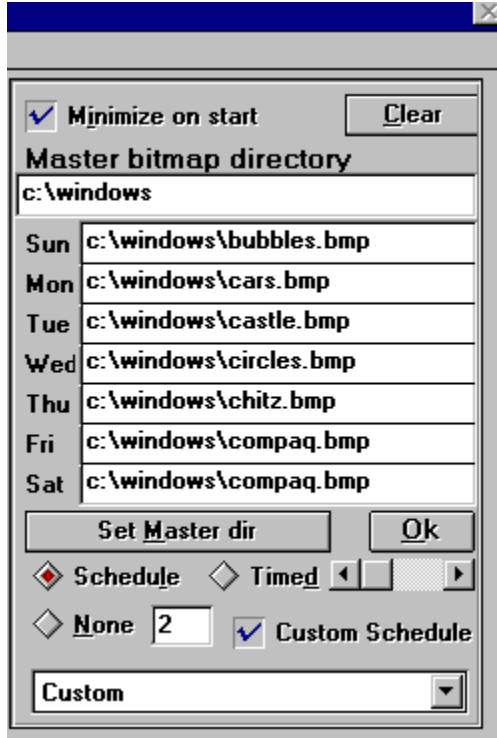 Minimize on start Clear
Master bitmap directory
c:\windows
Sun c:\windows\bubbles.bmp
Mon c:\windows\cars.bmp
Tue c:\windows\castle.bmp
Wed c:\windows\circles.bmp
Thu c:\windows\chitz.bmp
Fri c:\windows\compaq.bmp
Sat c:\windows\compaq.bmp
Set Master dir Ok
Schedule Timed
None 2 Custom Schedule
Custom